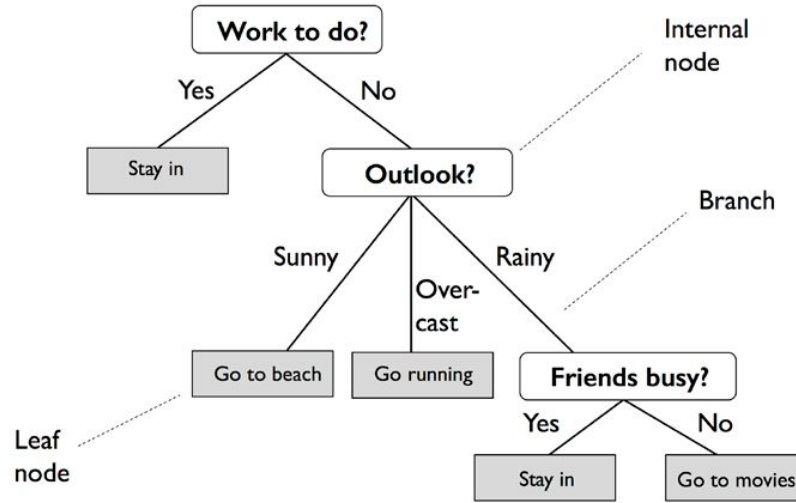 Work to do?
Internal
node
Yes
No
Stay in
Outlook?
Branch
Sunny
Rainy
Over-
cast
Go to beach
Go running
Friends busy?
Leaf
node
Yes
No
Stay in
Go to movies